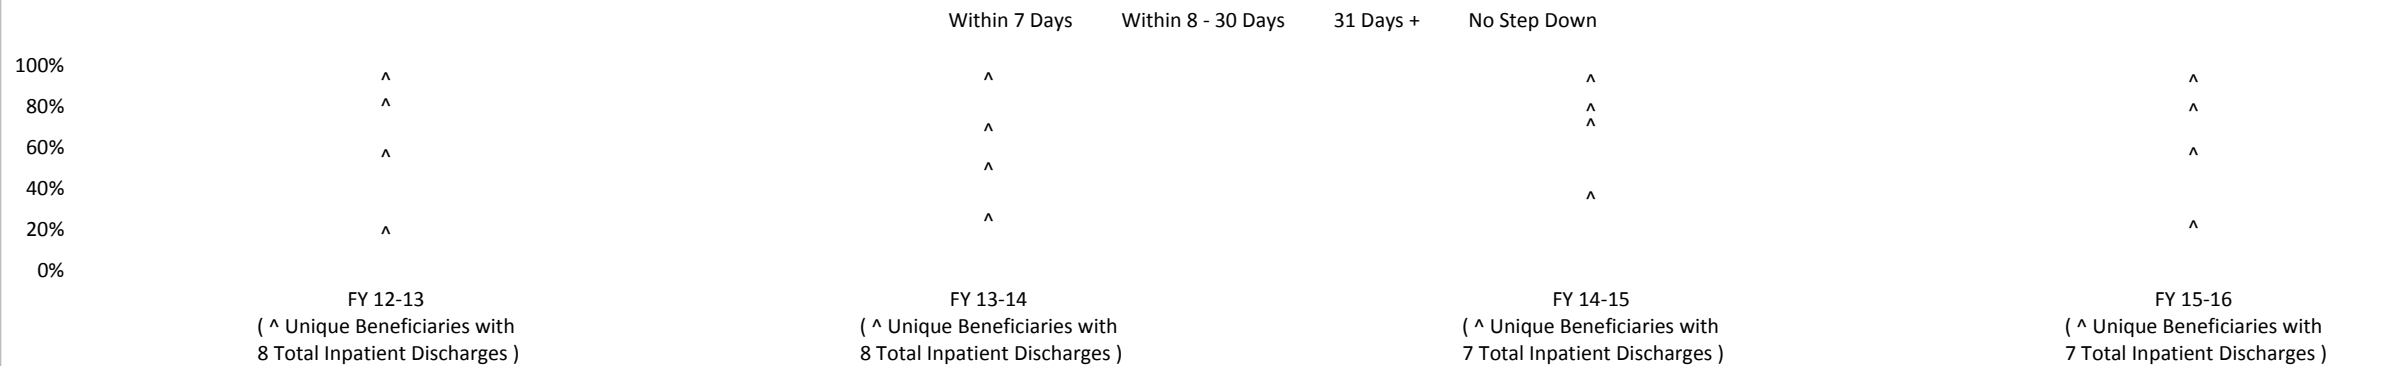 Within 7 Days Within 8 - 30 Days 31 Days + No Step Down
100%
^ ^ ^ ^
80%
^ ^ ^
^ ^
60%
^ ^ ^
40%
^
20%
^ ^ ^
0%
FY 12-13 FY 13-14 FY 14-15 FY 15-16
( ^ Unique Beneficiaries with ( ^ Unique Beneficiaries with ( ^ Unique Beneficiaries with ( ^ Unique Beneficiaries with
8 Total Inpatient Discharges ) 8 Total Inpatient Discharges ) 7 Total Inpatient Discharges ) 7 Total Inpatient Discharges )